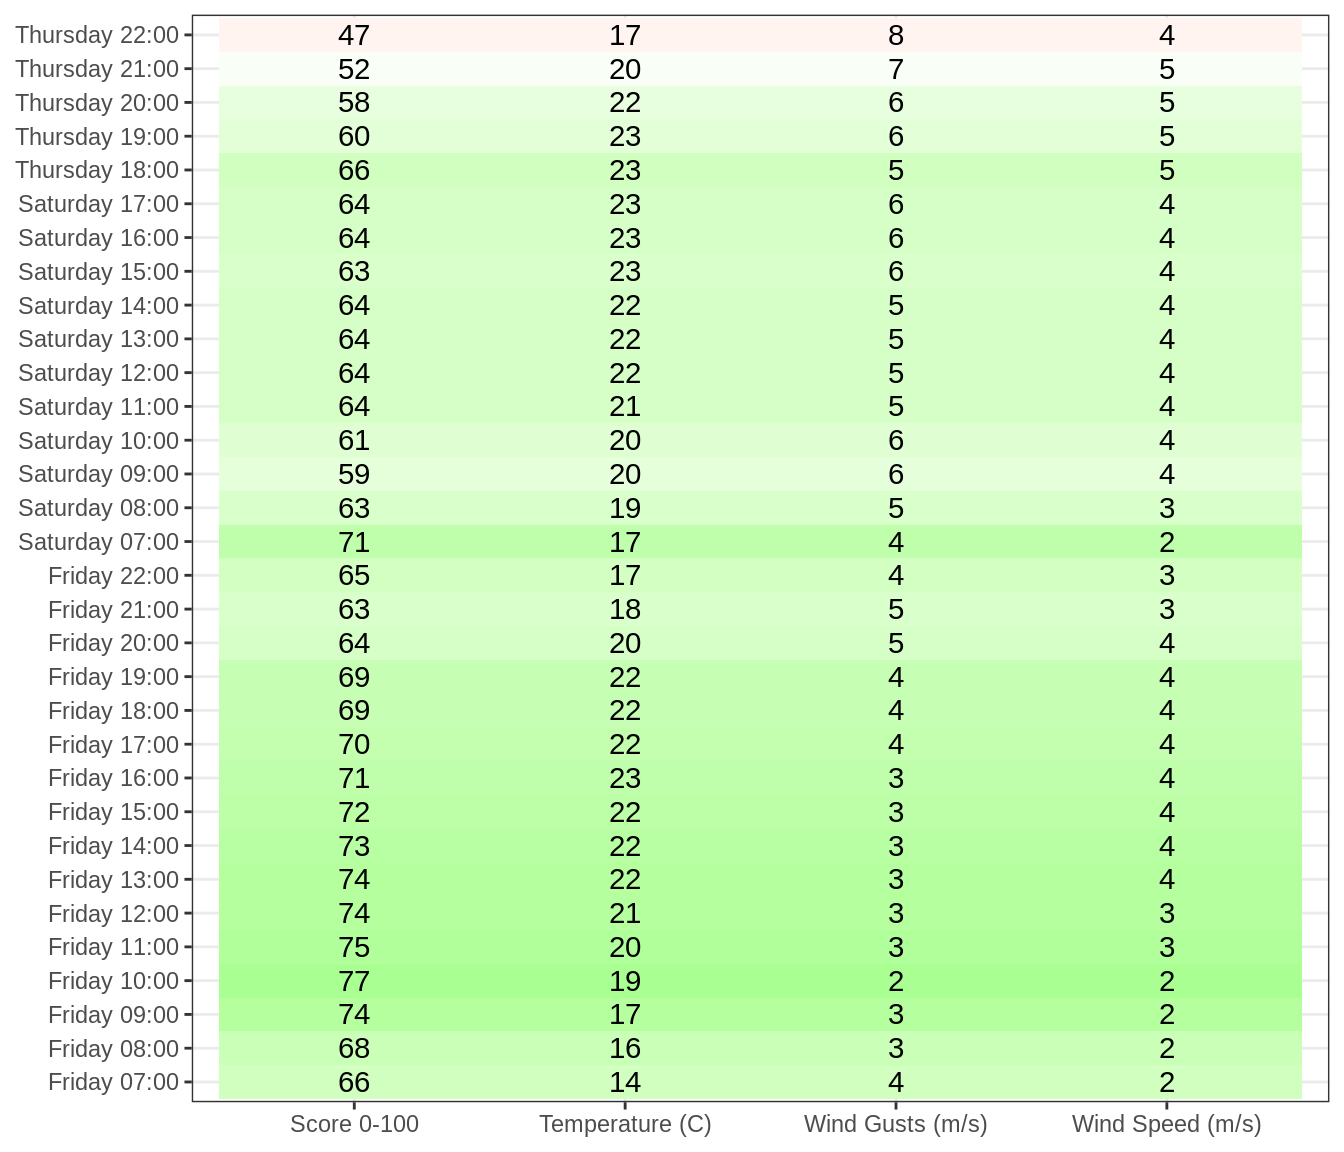 Thursday 22:00 47 17 8 4
Thursday 21:00 52 20 7 5
Thursday 20:00 58 22 6 5
Thursday 19:00 60 23 6 5
Thursday 18:00 66 23 5 5
Saturday 17:00 64 23 6 4
Saturday 16:00 64 23 6 4
Saturday 15:00 63 23 6 4
Saturday 14:00 64 22 5 4
Saturday 13:00 64 22 5 4
Saturday 12:00 64 22 5 4
Saturday 11:00 64 21 5 4
Saturday 10:00 61 20 6 4
Saturday 09:00 59 20 6 4
Saturday 08:00 63 19 5 3
Saturday 07:00 71 17 4 2
Friday 22:00 65 17 4 3
Friday 21:00 63 18 5 3
Friday 20:00 64 20 5 4
Friday 19:00 69 22 4 4
Friday 18:00 69 22 4 4
Friday 17:00 70 22 4 4
Friday 16:00 71 23 3 4
Friday 15:00 72 22 3 4
Friday 14:00 73 22 3 4
Friday 13:00 74 22 3 4
Friday 12:00 74 21 3 3
Friday 11:00 75 20 3 3
Friday 10:00 77 19 2 2
Friday 09:00 74 17 3 2
Friday 08:00 68 16 3 2
Friday 07:00 66 14 4 2
Score 0-100 Temperature (C) Wind Gusts (m/s) Wind Speed (m/s)